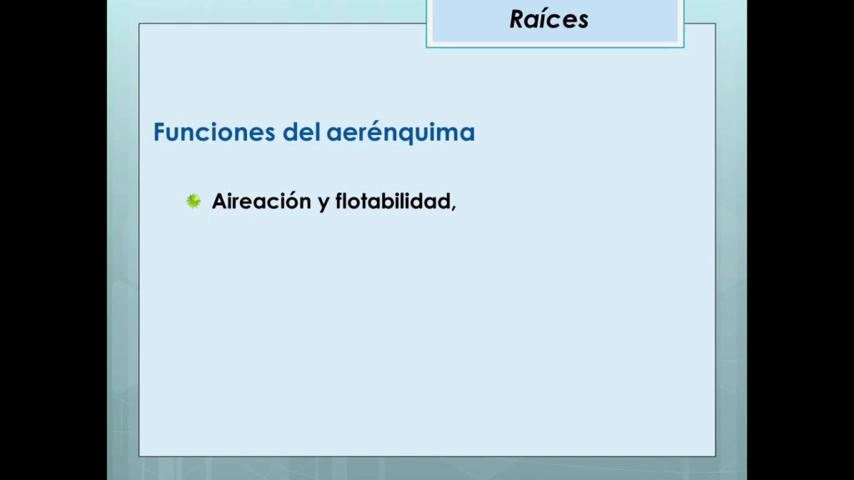 Raíces
Funciones del aerénquima
Aireación y flotabilidad,